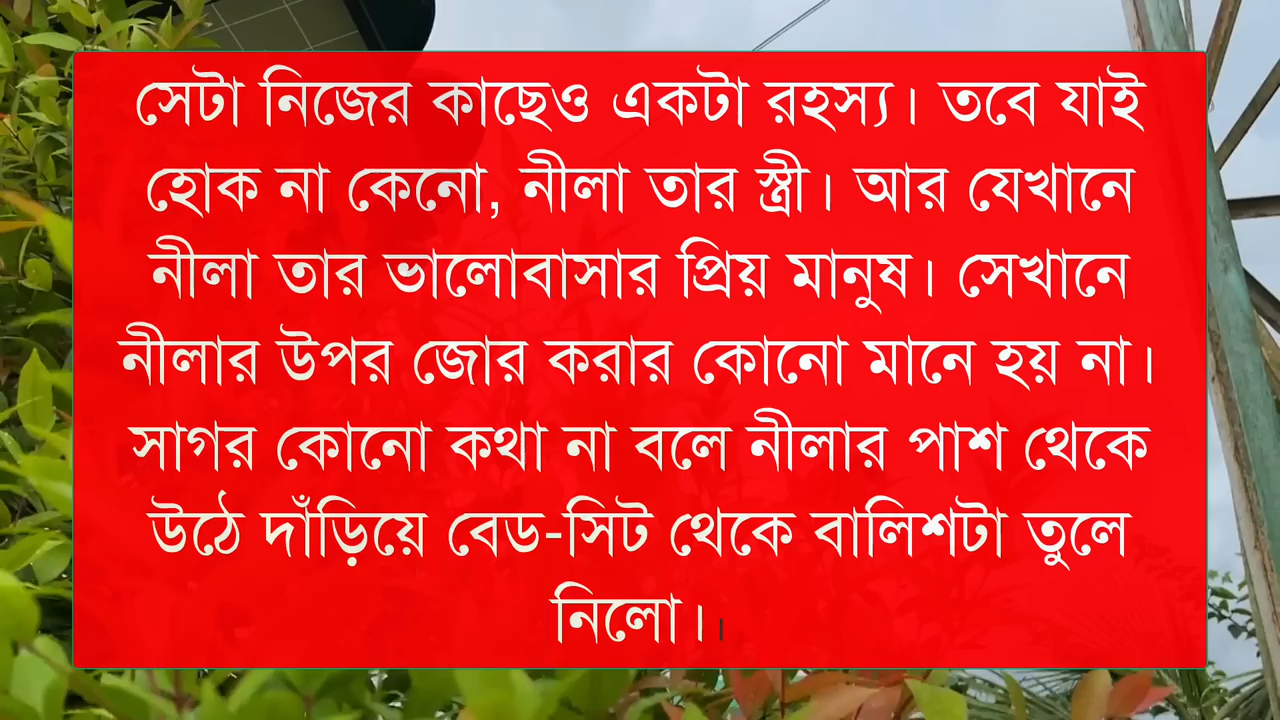 সেটা নিজের কাছেও একটা রহস্য। তবে যাই
হোক না কেনো, নীলা তার স্ত্রী। আর যেখানে
নীলা তার ভালোবাসার প্রিয় মানুষ। সেখানে
নীলার উপর জোর করার কোনো মানে হয় না।
সাগর কোনো কথা না বলে নীলার পাশ থেকে
উঠে দাঁড়িয়ে বেড-সিট থেকে বালিশটা তুলে
নিলো।।